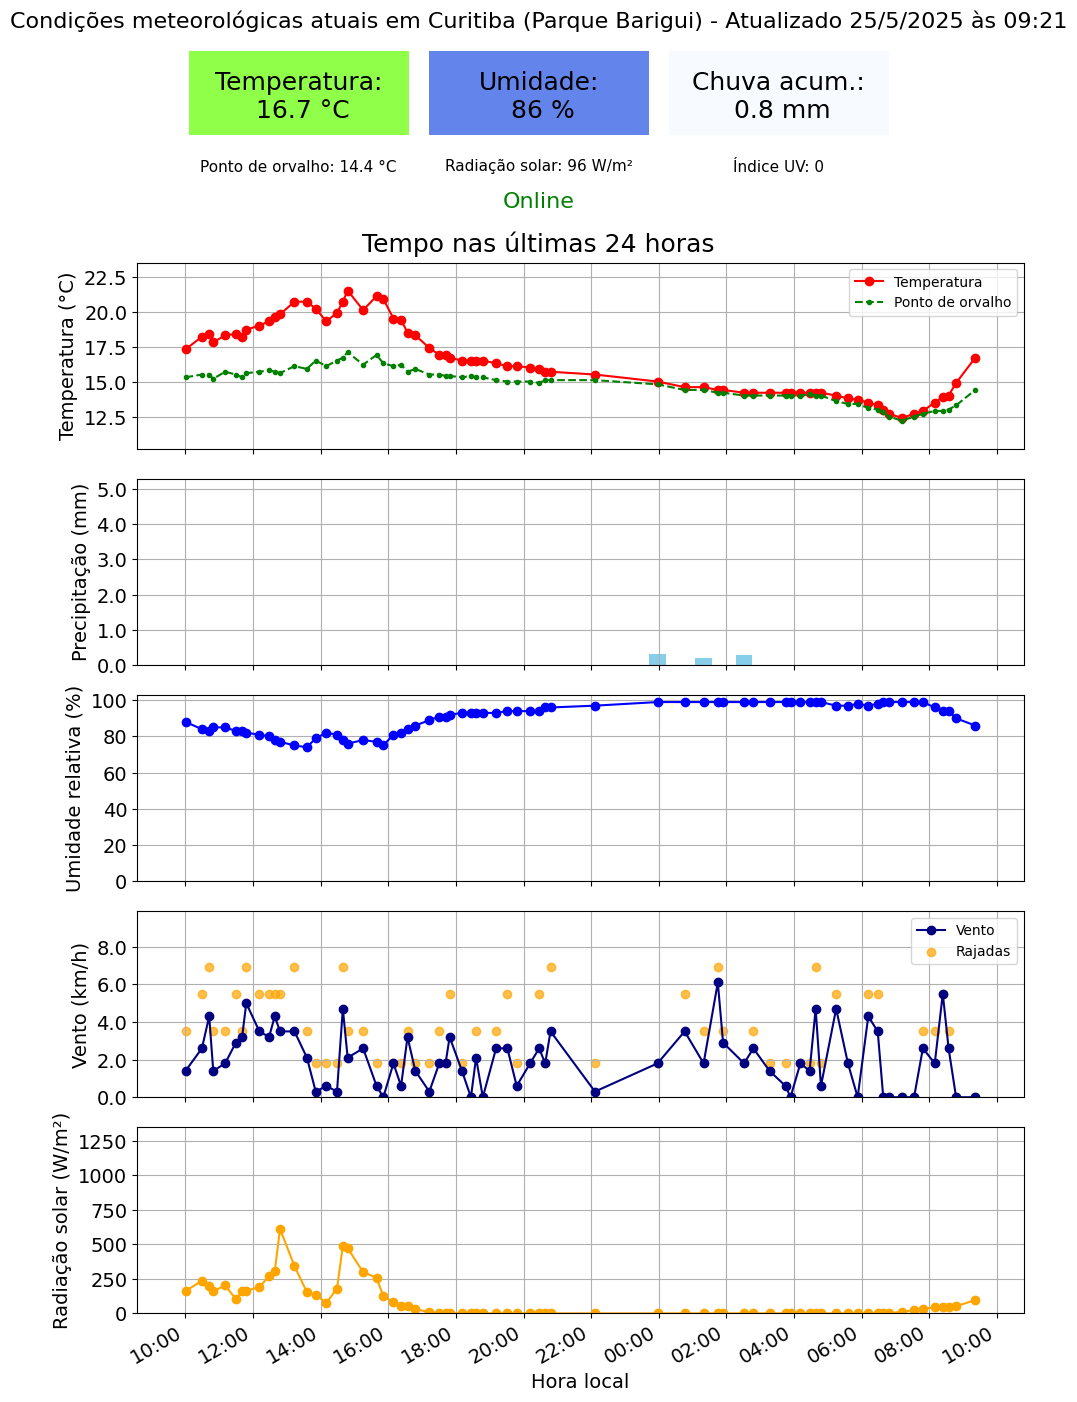 Condições meteorológicas atuais em Curitiba (Parque Barigui) - Atualizado 25/5/2025 às 09:21
Temperatura:
16.7 °C
Umidade:
86 %
Chuva acum.:
0.8 mm
Ponto de orvalho: 14.4 °C
Radiação solar: 96 W/m²
Índice UV: 0
Online
Tempo nas últimas 24 horas
Temperatura (°C)
22.5
20.0
17.5
15.0
12.5
Temperatura
Ponto de orvalho
Precipitação (mm)
5.0
4.0
3.0
2.0
1.0
0.0
Umidade relativa (%)
100
80
60
40
20
0
Vento (km/h)
8.0
6.0
4.0
2.0
0.0
Vento
Rajadas
Radiação solar (W/m²)
1250
1000
750
500
250
0
10:00
12:00
14:00
16:00
18:00
20:00
22:00
00:00
02:00
04:00
06:00
08:00
10:00
Hora local